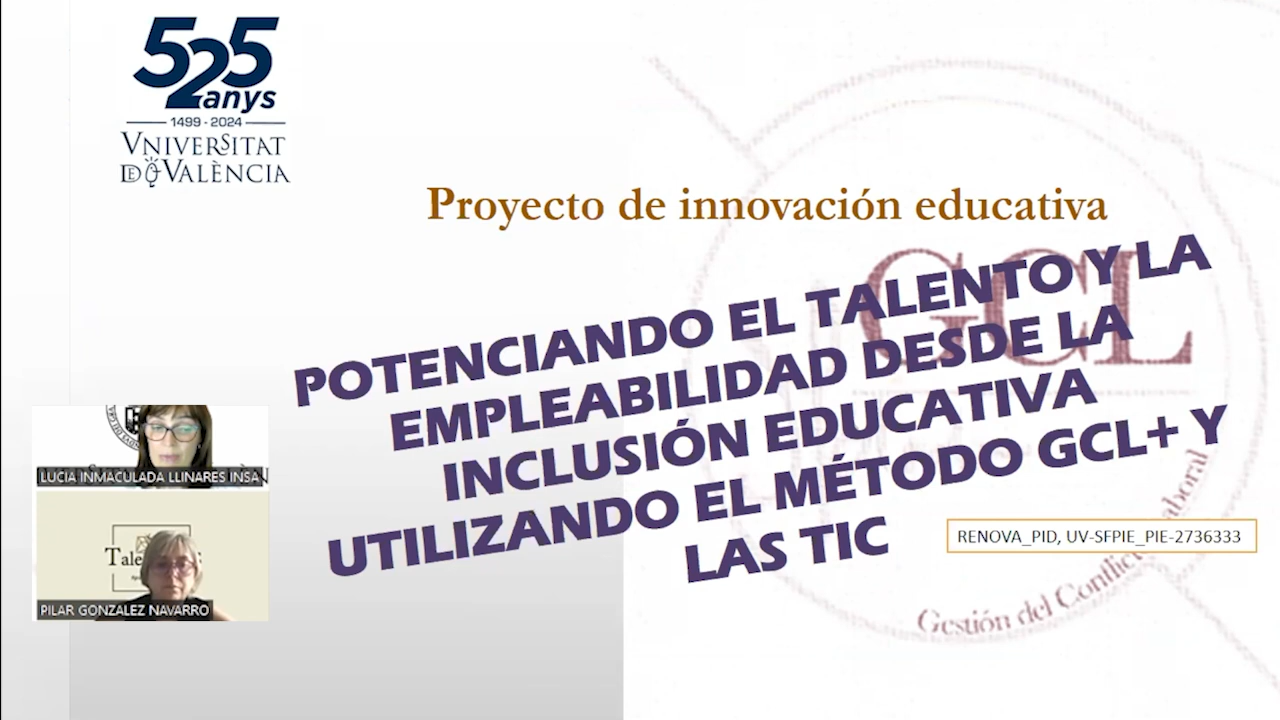 525
anys
1499 - 2024
VNIVERSITAT
DE VALÈNCIA
Proyecto de innovación educativa
GCL
POTENCIANDO EL TALENTO Y LA
EMPLEABILIDAD DESDE LA
INCLUSIÓN EDUCATIVA
UTILIZANDO EL MÉTODO GCL+ Y
LAS TIC
RENOVA_PID, UV-SFPIE_PIE-2736333
Gestión del Conflicto Laboral
LUCIA INMACULADA LLINARES INSA
PILAR GONZALEZ NAVARRO